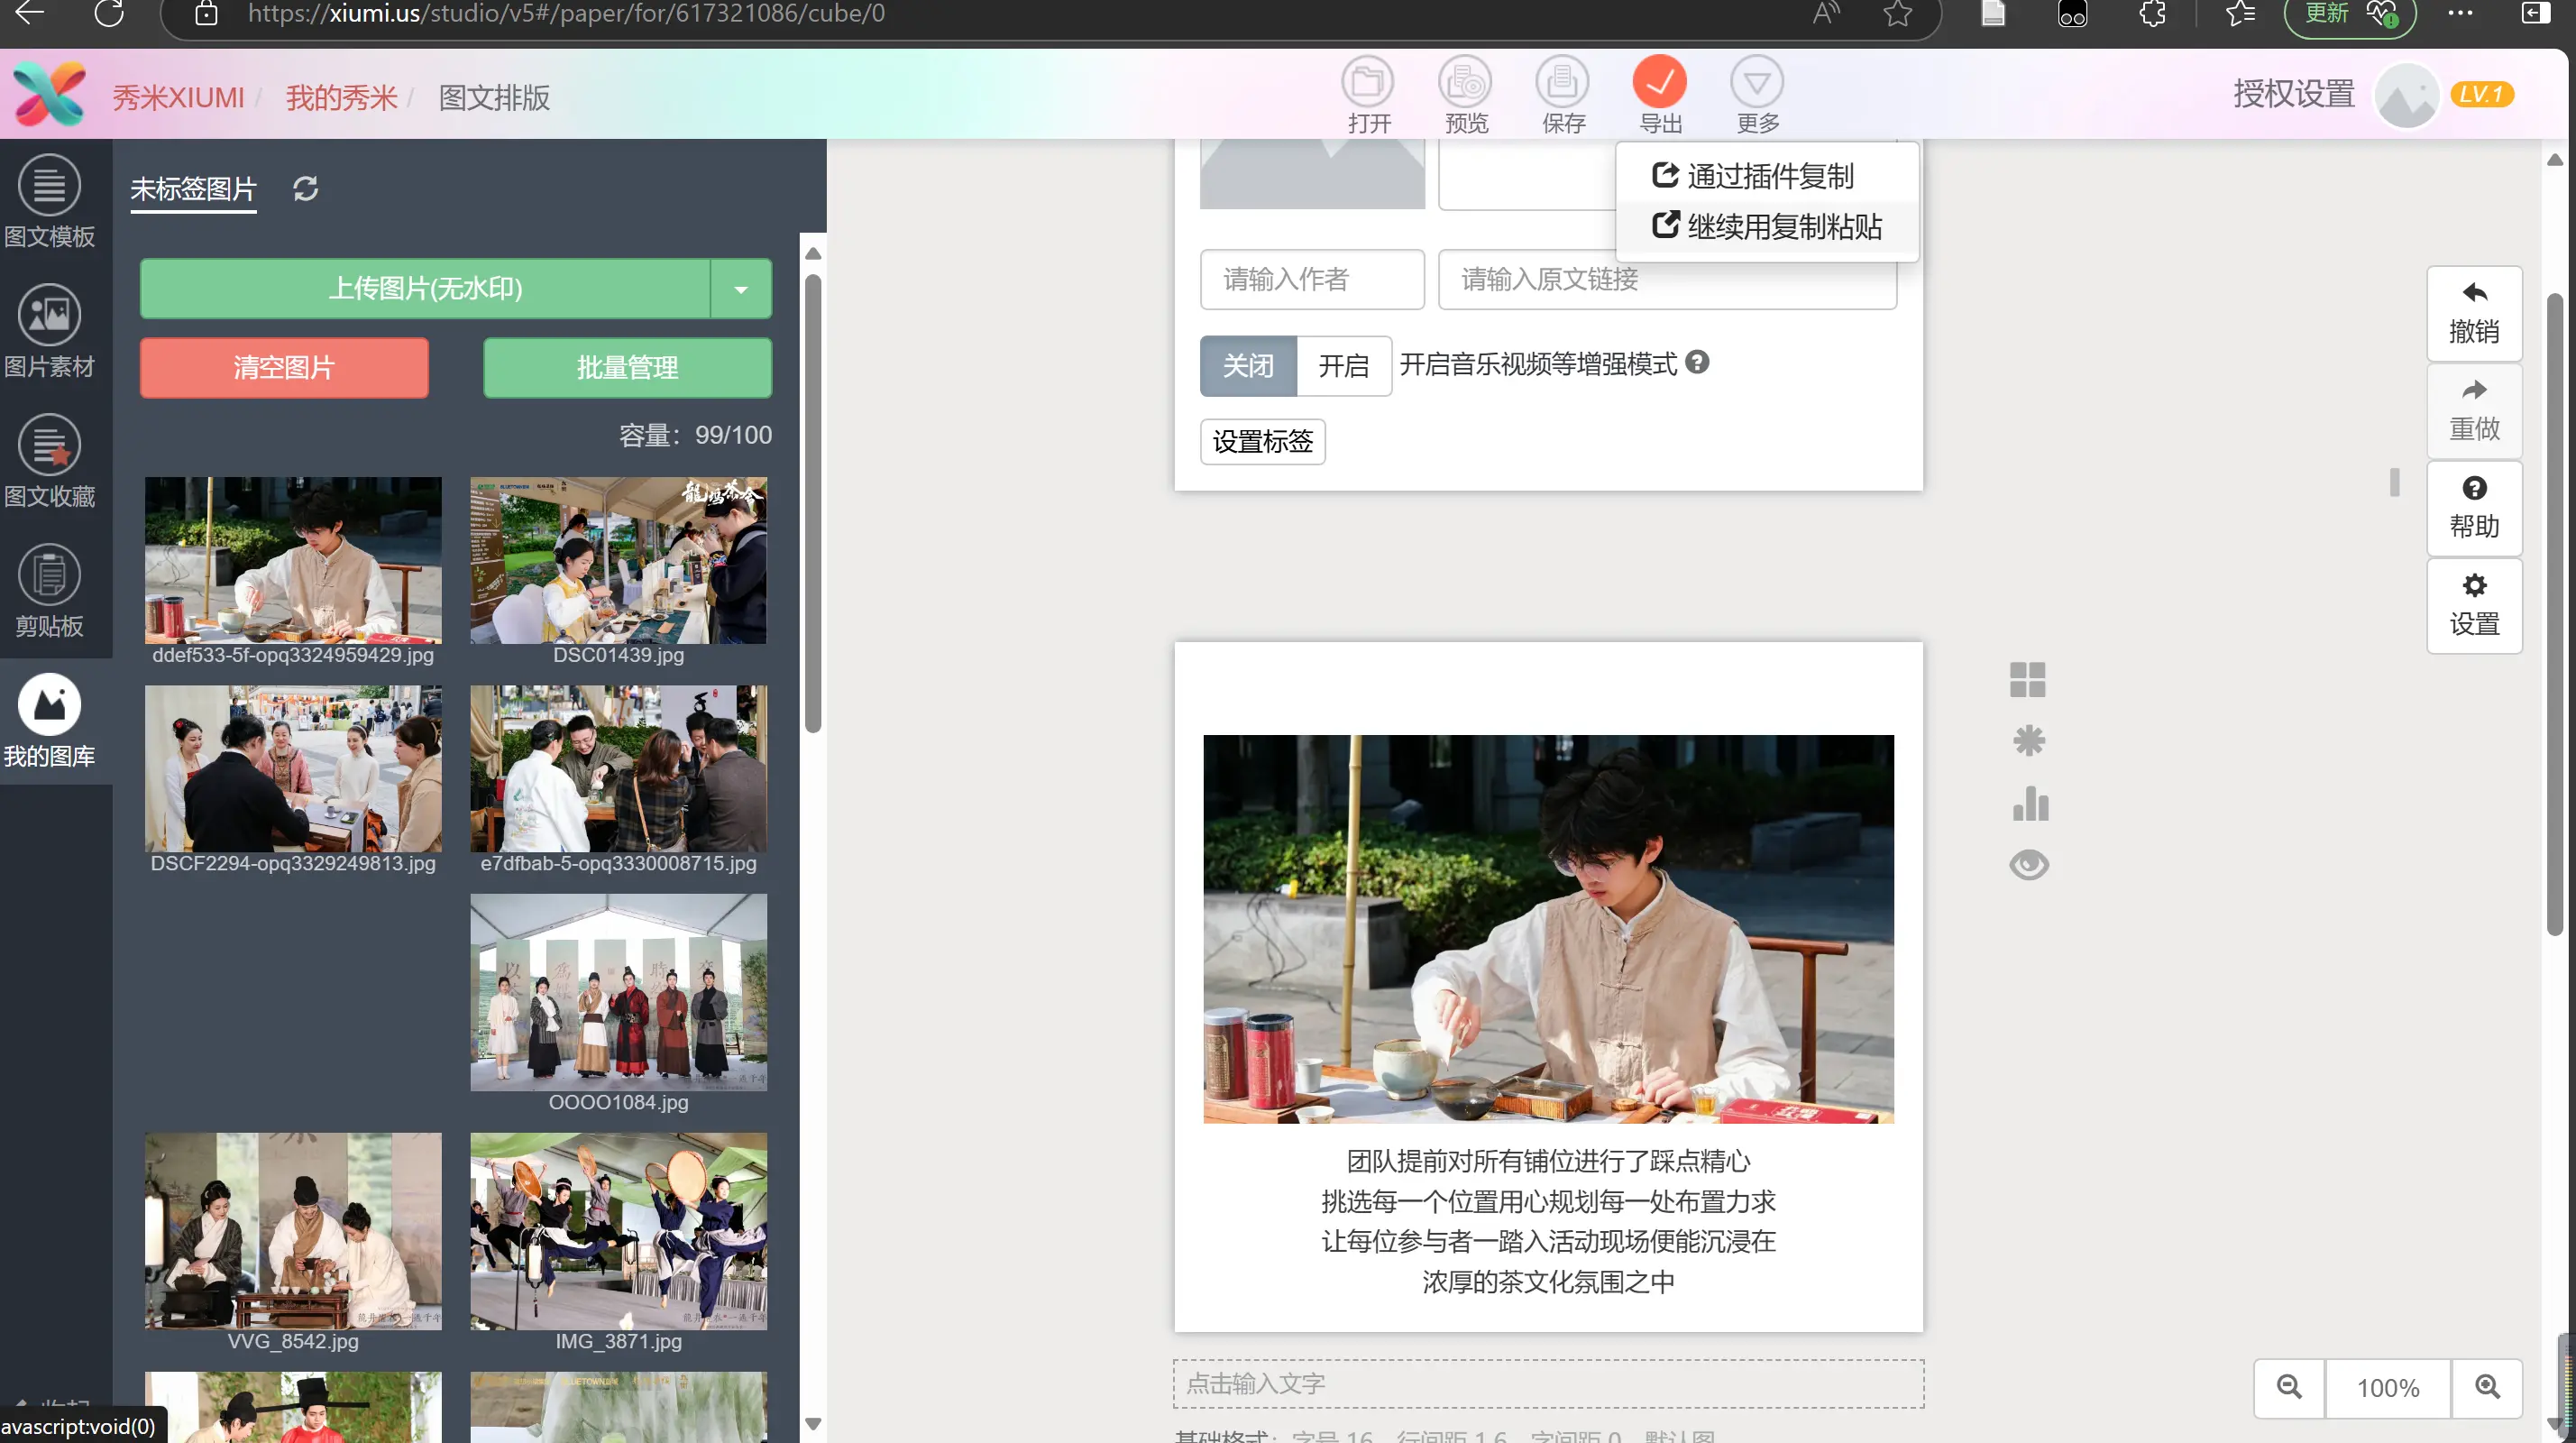 https://xiumi.us/studio/v5#/paper/for/617321086/cube/0
更新
秀米XIUMI / 我的秀米 / 图文排版
打开
预览
保存
导出
更多
授权设置
LV.1
通过插件复制
继续用复制粘贴
图文模板
图片素材
图文收藏
剪贴板
我的图库
未标签图片
上传图片(无水印)
清空图片
批量管理
容量：99/100
ddef533-5f-opq3324959429.jpg
DSC01439.jpg
DSCF2294-opq3329249813.jpg
e7dfbab-5-opq3330008715.jpg
OOOO1084.jpg
VVG_8542.jpg
IMG_3871.jpg
avascript:void(0)
请输入作者
请输入原文链接
关闭
开启
开启音乐视频等增强模式
设置标签
团队提前对所有铺位进行了踩点精心
挑选每一个位置用心规划每一处布置力求
让每位参与者一踏入活动现场便能沉浸在
浓厚的茶文化氛围之中
点击输入文字
基础格式：字号 16 行间距 1.6 字间距 0 默认图
撤销
重做
帮助
设置
100%